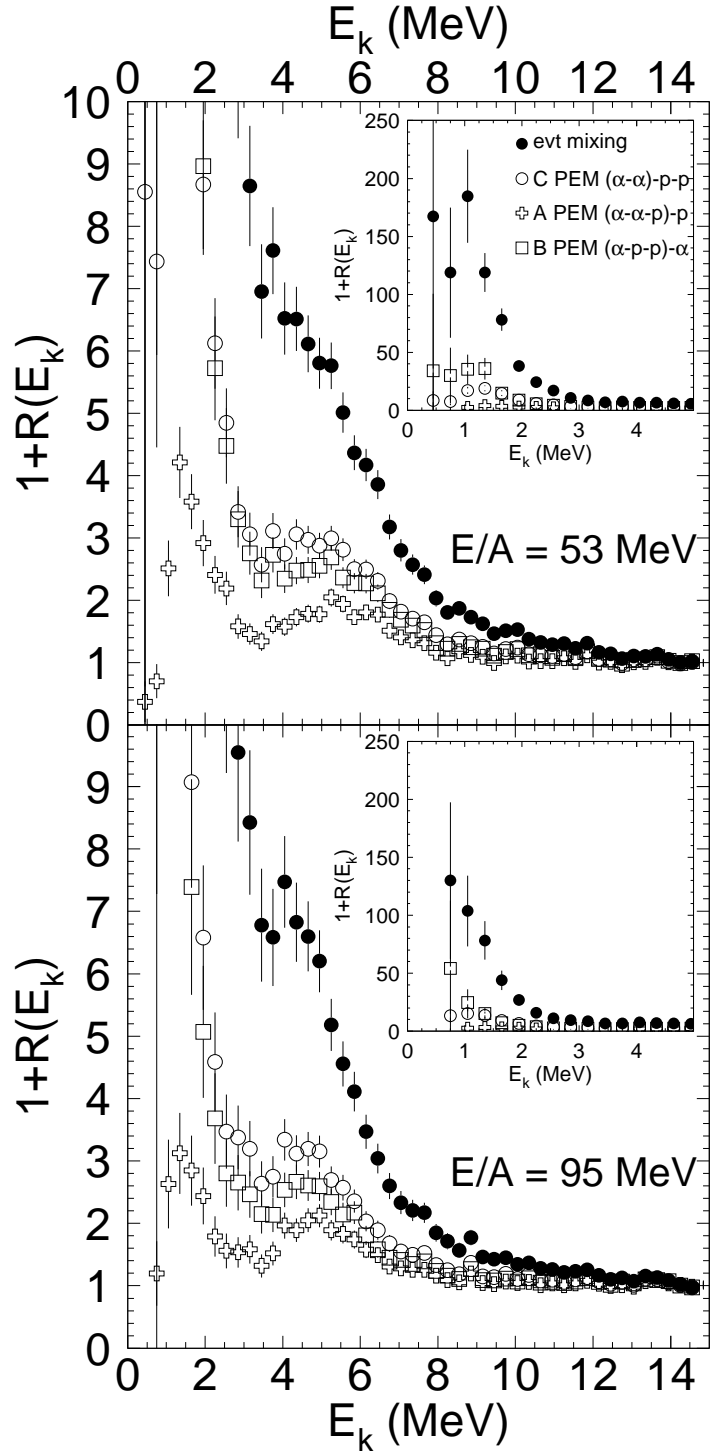 E_k (MeV)
0 2 4 6 8 10 12 14
10
9
8
7
6
5
4
3
2
1
0
1+R(E_k)
250
200
150
100
50
0
1+R(E_k)
0 1 2 3 4
E_k (MeV)
evt mixing
C PEM (α-α)-p-p
A PEM (α-α-p)-p
B PEM (α-p-p)-α
E/A = 53 MeV
9
8
7
6
5
4
3
2
1
0
1+R(E_k)
250
200
150
100
50
0
1+R(E_k)
0 1 2 3 4
E_k (MeV)
E/A = 95 MeV
0 2 4 6 8 10 12 14
E_k (MeV)